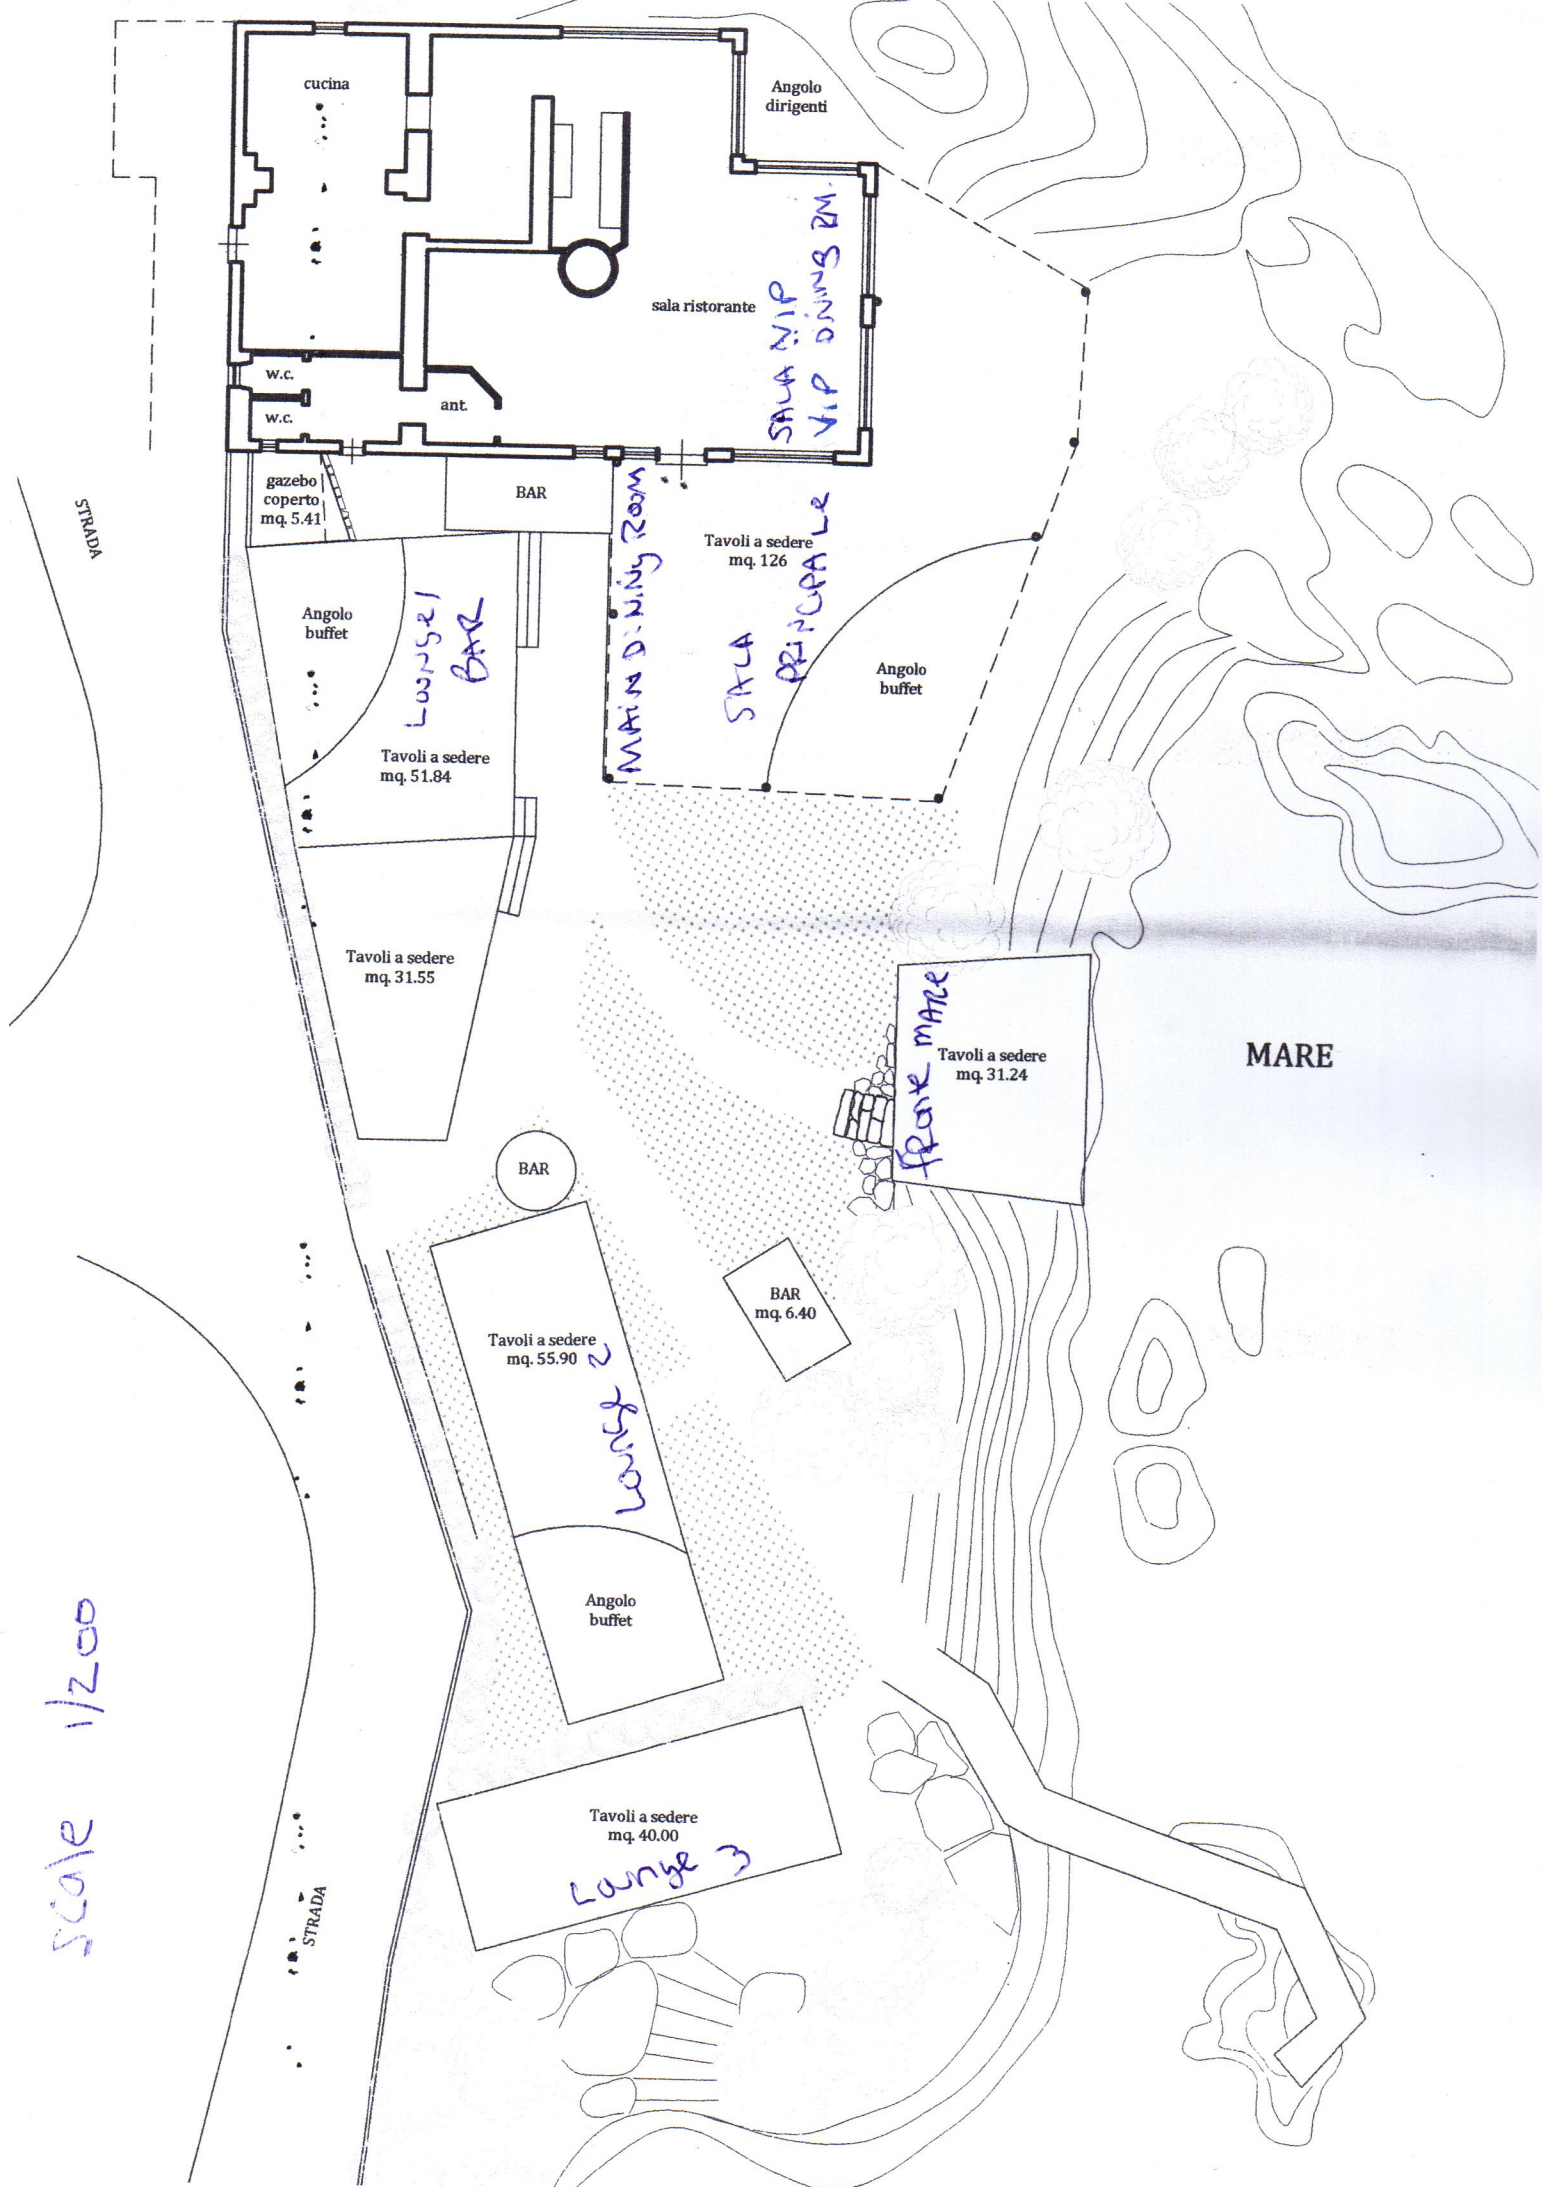 cucina
Angolo
dirigenti
sala ristorante
SALA VIP
VIP DINING RM.
w.c.
w.c.
ant.
gazebo
coperto
mq. 5.41
BAR
STRADA
MAIN DINING ROOM
Tavoli a sedere
mq. 126
SALA
PRINCIPALE
Angolo
buffet
Angolo
buffet
LOUNGE/
BAR
Tavoli a sedere
mq. 51.84
Tavoli a sedere
mq. 31.55
FRONTE MARE
Tavoli a sedere
mq. 31.24
MARE
BAR
BAR
mq. 6.40
Tavoli a sedere
mq. 55.90
Lounge 2
Angolo
buffet
Scale 1/200
Tavoli a sedere
mq. 40.00
Lounge 3
STRADA